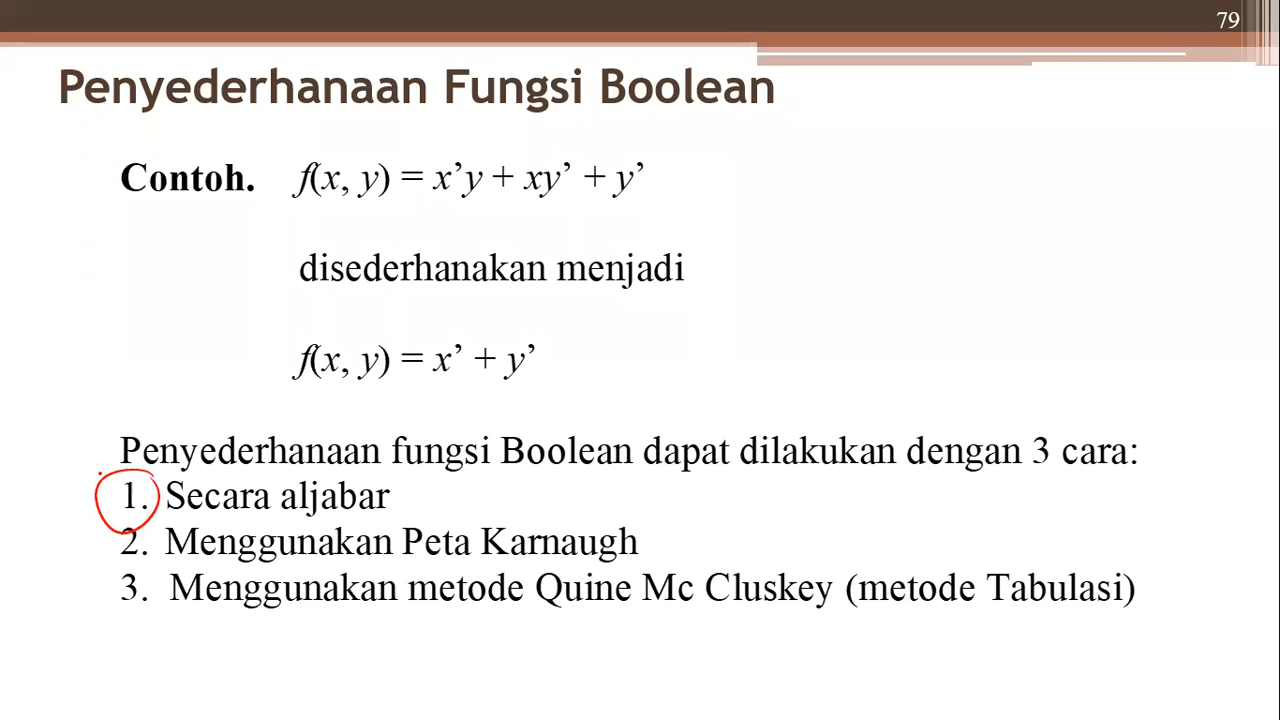 79
Penyederhanaan Fungsi Boolean
Contoh. f(x, y) = x’y + xy’ + y’
disederhanakan menjadi
f(x, y) = x’ + y’
Penyederhanaan fungsi Boolean dapat dilakukan dengan 3 cara:
1. Secara aljabar
2. Menggunakan Peta Karnaugh
3. Menggunakan metode Quine Mc Cluskey (metode Tabulasi)